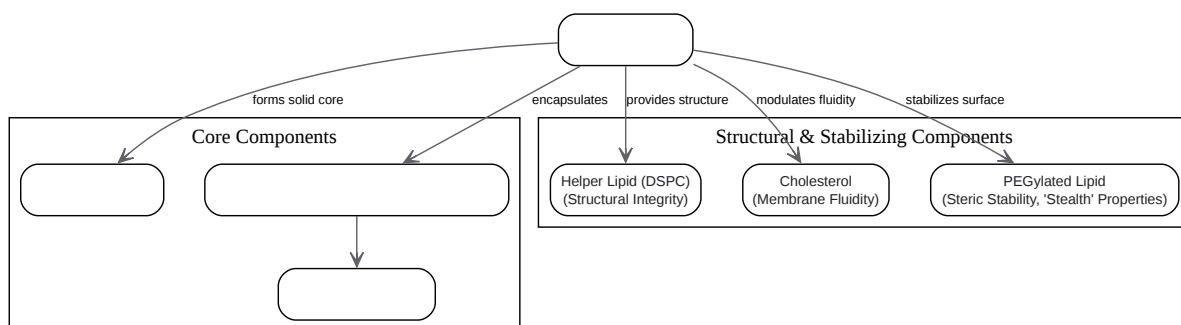 forms solid core
encapsulates
provides structure
modulates fluidity
stabilizes surface
Core Components
Structural & Stabilizing Components
Helper Lipid (DSPC)
(Structural Integrity)
Cholesterol
(Membrane Fluidity)
PEGylated Lipid
(Steric Stability, 'Stealth' Properties)